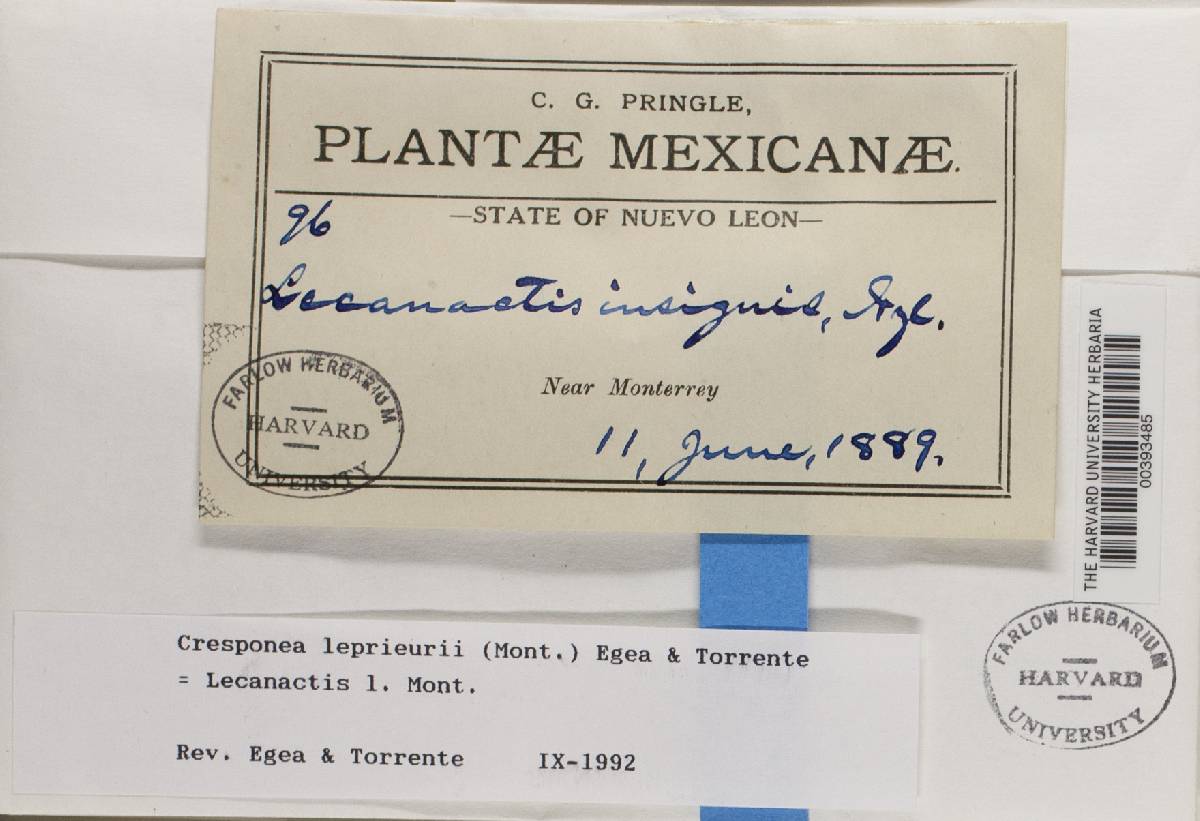 C. G. PRINGLE,
PLANTÆ MEXICANÆ.
—STATE OF NUEVO LEON—
96
Lecanactis insignis,
Near Monterrey
11, June, 1889.
FARLOW HERBARIUM
HARVARD
UNIVERSITY
THE HARVARD UNIVERSITY HERBARIA
00393485
FARLOW HERBARIUM
HARVARD
UNIVERSITY
Cresponea leprieurii (Mont.) Egea & Torrente
= Lecanactis l. Mont.
Rev. Egea & Torrente IX-1992